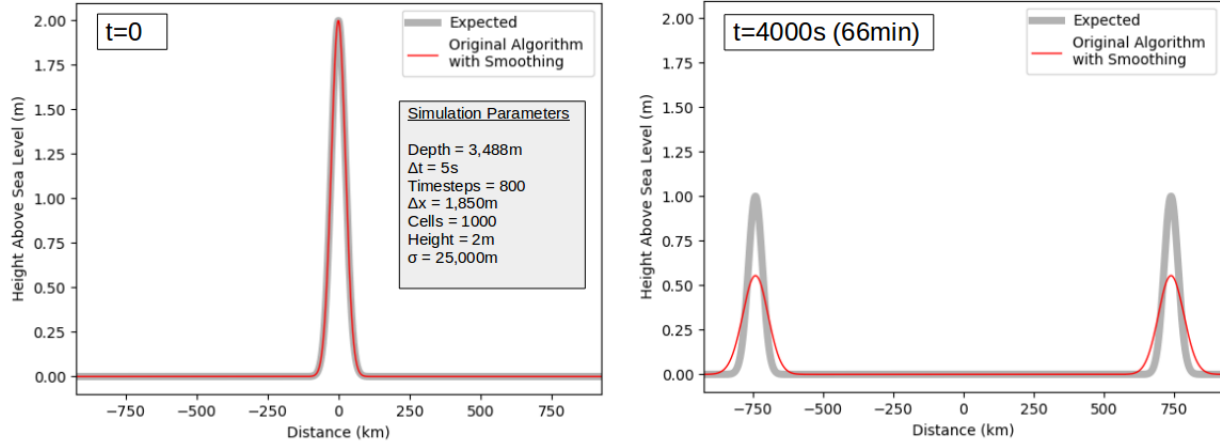 t=0
Expected
Original Algorithm
with Smoothing
Simulation Parameters
Depth = 3,488m
Δt = 5s
Timesteps = 800
Δx = 1,850m
Cells = 1000
Height = 2m
σ = 25,000m
2.00
1.75
1.50
1.25
1.00
0.75
0.50
0.25
0.00
Height Above Sea Level (m)
−750 −500 −250 0 250 500 750
Distance (km)
t=4000s (66min)
Expected
Original Algorithm
with Smoothing
2.00
1.75
1.50
1.25
1.00
0.75
0.50
0.25
0.00
Height Above Sea Level (m)
−750 −500 −250 0 250 500 750
Distance (km)